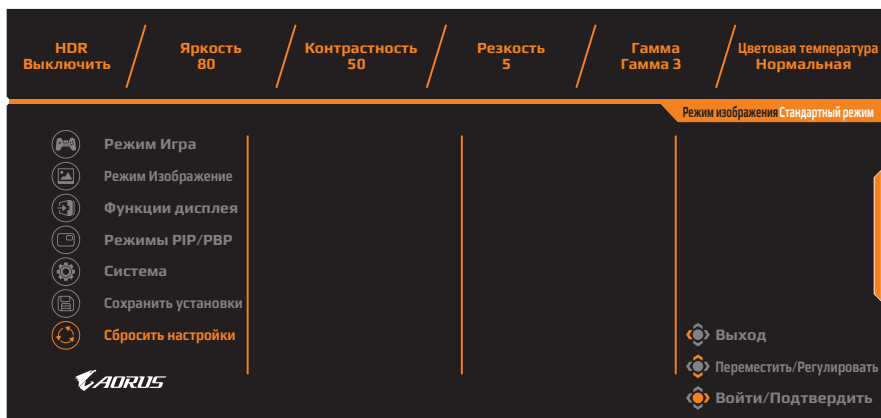 HDR
Выключить
Яркость
80
Контрастность
50
Резкость
5
Гамма
Гамма 3
Цветовая температура
Нормальная
Режим изображения Стандартный режим
Режим Игра
Режим Изображение
Функции дисплея
Режимы PIP/PBP
Система
Сохранить установки
Сбросить настройки
AORUS
Выход
Переместить/Регулировать
Войти/Подтвердить